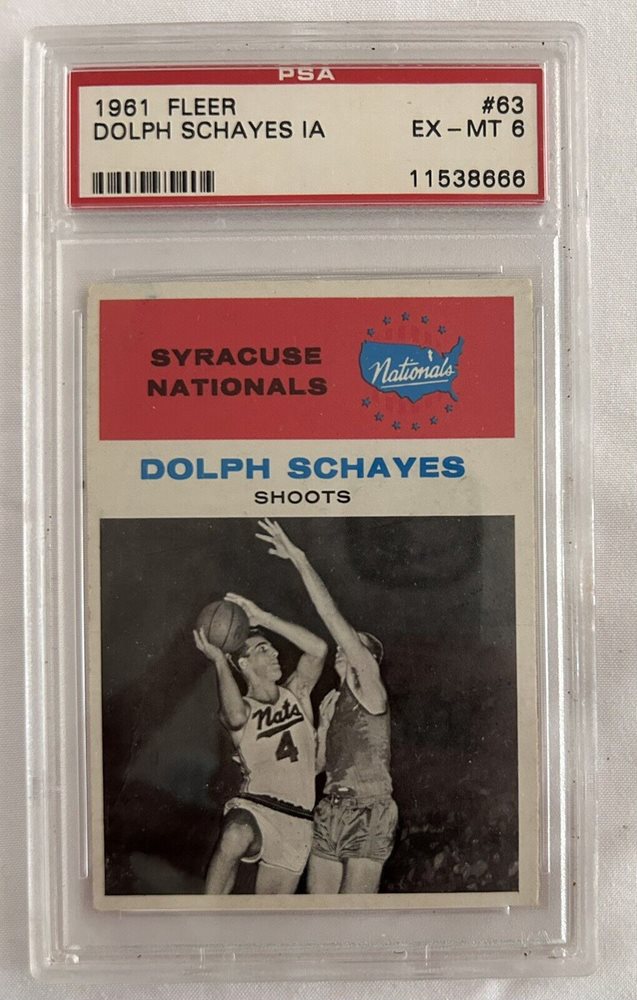 PSA
1961 FLEER #63
DOLPH SCHAYES IA EX - MT 6
11538666
SYRACUSE
NATIONALS
Nationals
DOLPH SCHAYES
SHOOTS
Nats
4